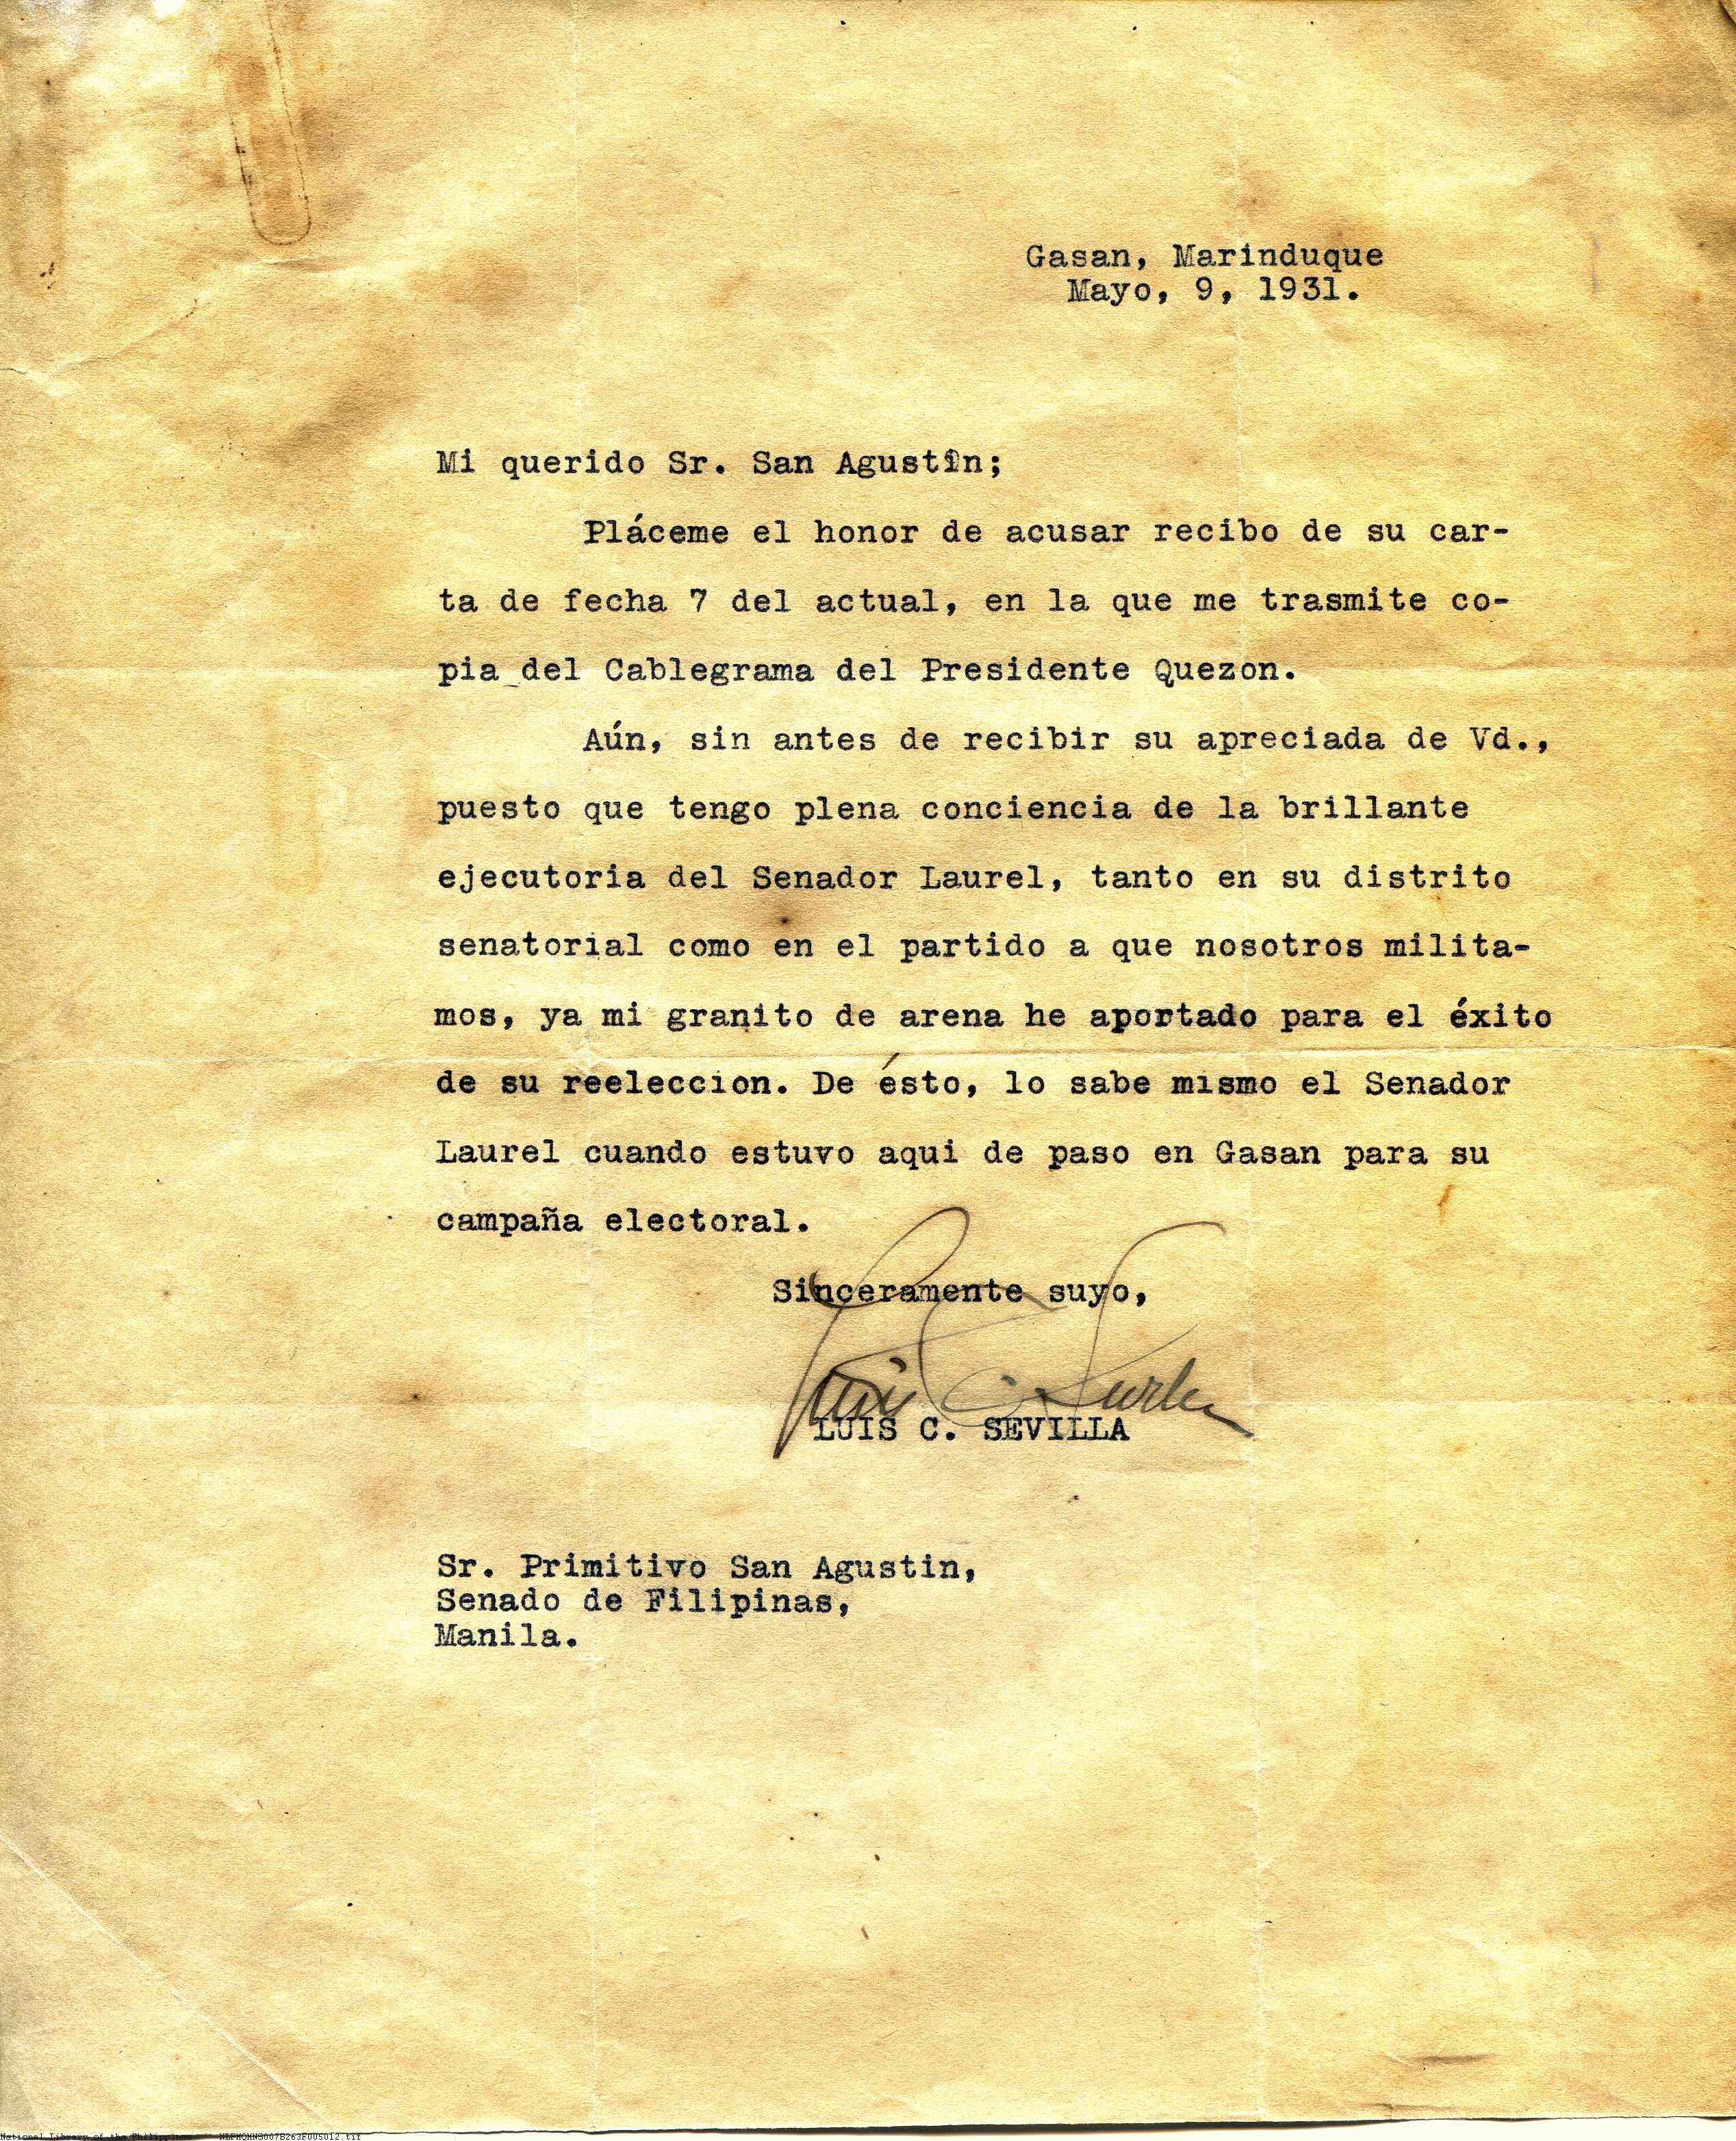 Gasan, Marinduque
Mayo, 9, 1931.
Mi querido Sr. San Agustin;
Pláceme el honor de acusar recibo de su car-
ta de fecha 7 del actual, en la que me trasmite co-
pia del Cablegrama del Presidente Quezon.
Aún, sin antes de recibir su apreciada de Vd.,
puesto que tengo plena conciencia de la brillante
ejecutoria del Senador Laurel, tanto en su distrito
senatorial como en el partido a que nosotros milita-
mos, ya mi granito de arena he aportado para el éxito
de su reeleccion. De ésto, lo sabe mismo el Senador
Laurel cuando estuvo aqui de paso en Gasan para su
campaña electoral.
Sinceramente suyo,
LUIS C. SEVILLA
Sr. Primitivo San Agustin,
Senado de Filipinas,
Manila.
National Library of the Philippines